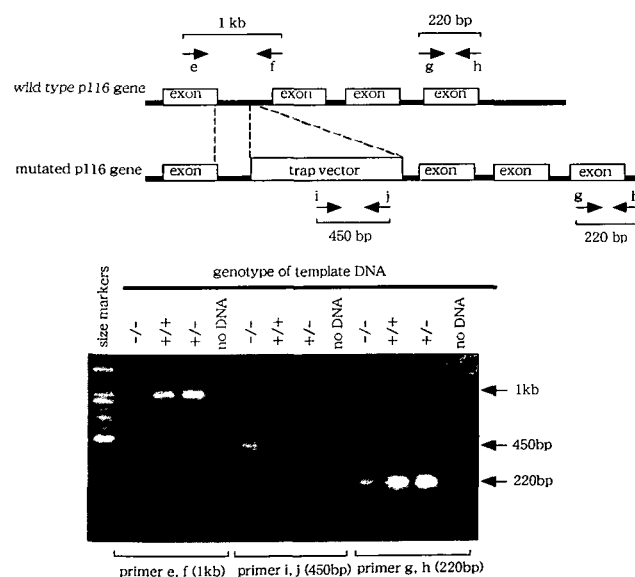 1 kb
220 bp
e f g h
wild type p116 gene exon exon exon exon
mutated p116 gene exon trap vector exon exon exon
i j g h
450 bp 220 bp
genotype of template DNA
size markers -/- +/+ +/- no DNA -/- +/+ +/- no DNA -/- +/+ +/- no DNA
1kb
450bp
220bp
primer e, f (1kb) primer i, j (450bp) primer g, h (220bp)